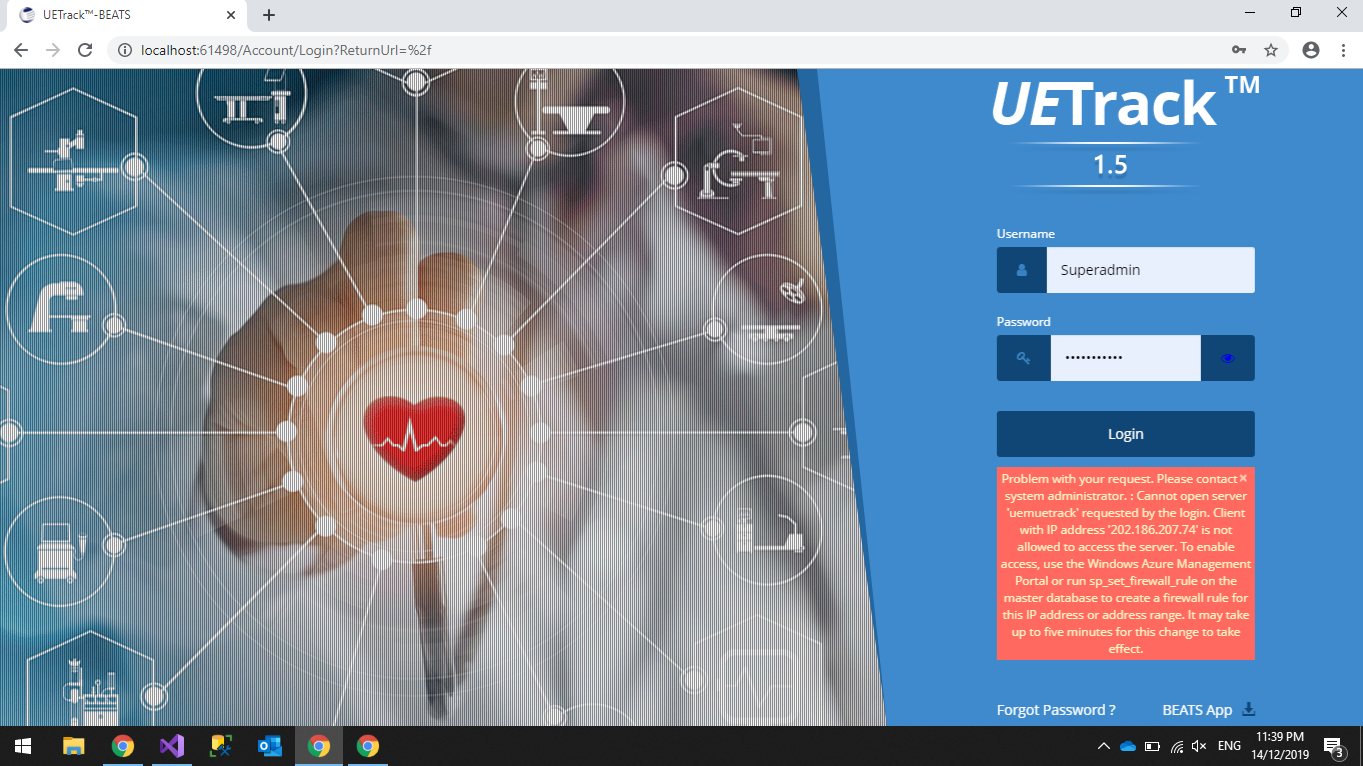 UETrack™-BEATS
localhost:61498/Account/Login?ReturnUrl=%2f
UETrack™
1.5
Username
Superadmin
Password
•••••••••••
Login
Problem with your request. Please contact ×
system administrator. : Cannot open server
'uemuetrack' requested by the login. Client
with IP address '202.186.207.74' is not
allowed to access the server. To enable
access, use the Windows Azure Management
Portal or run sp_set_firewall_rule on the
master database to create a firewall rule for
this IP address or address range. It may take
up to five minutes for this change to take
effect.
Forgot Password ? BEATS App
ENG
11:39 PM
14/12/2019
3